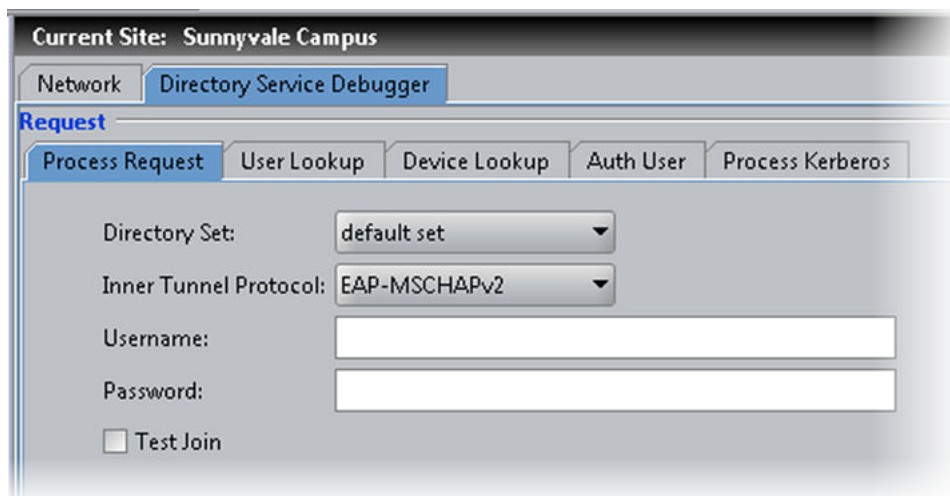 Current Site: Sunnyvale Campus
Network Directory Service Debugger
Request
Process Request User Lookup Device Lookup Auth User Process Kerberos
Directory Set: default set
Inner Tunnel Protocol: EAP-MSCHAPv2
Username:
Password:
Test Join